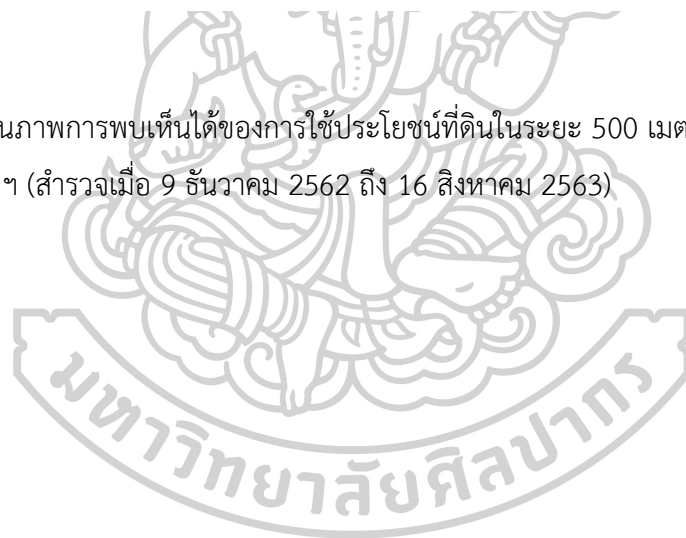 นภาพการพบเห็นได้ของการใช้ประโยชน์ที่ดินในระยะ 500 เมต
ฯ (สำรวจเมื่อ 9 ธันวาคม 2562 ถึง 16 สิงหาคม 2563)
มหาวิทยาลัยศิลปากร